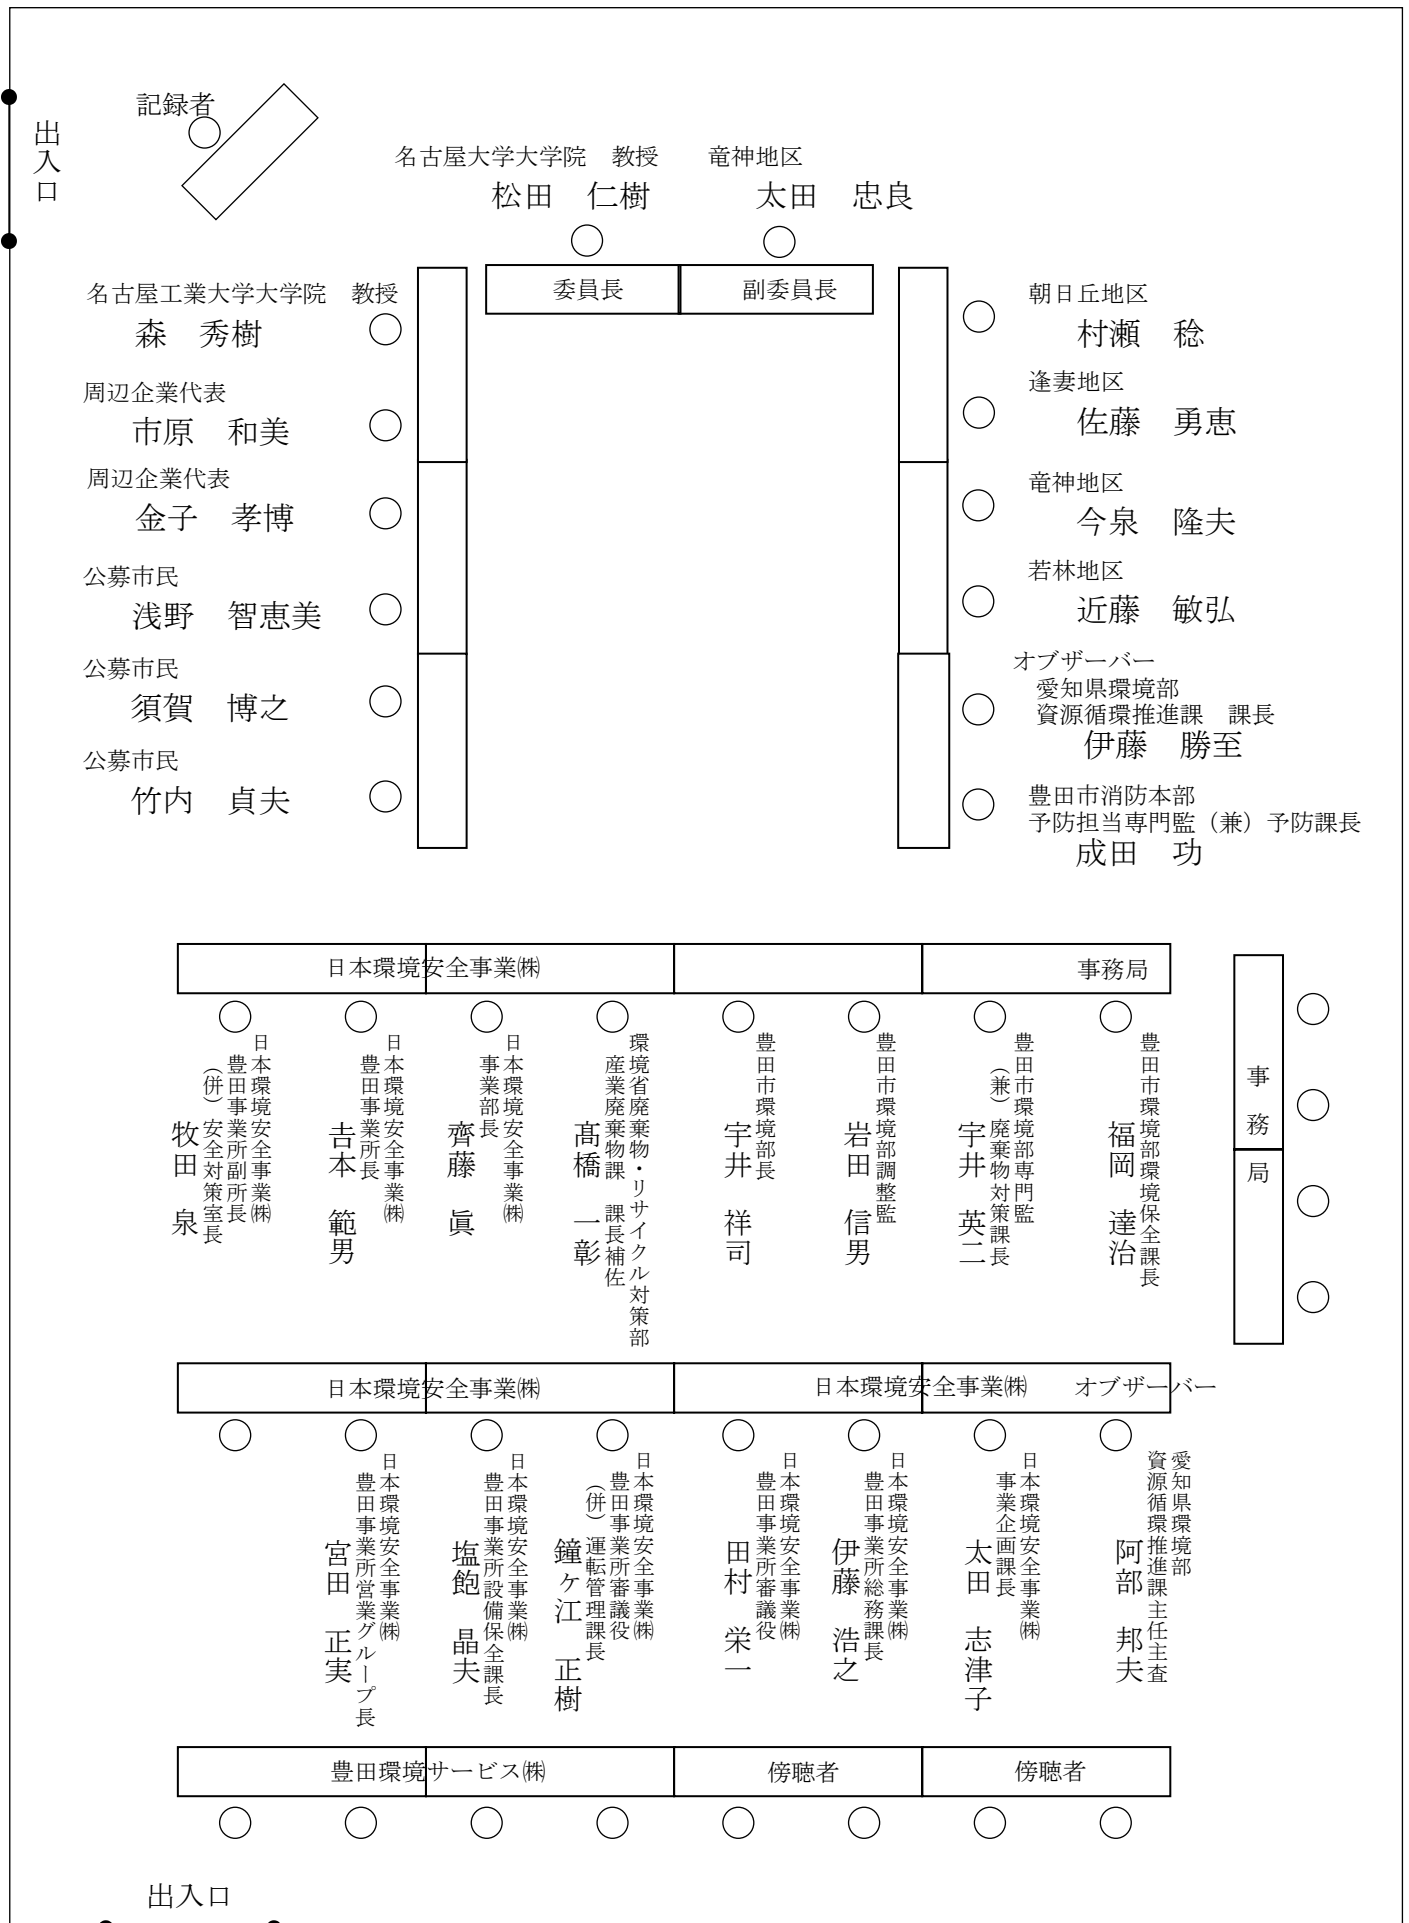 記録者
出入口
名古屋大学大学院　教授
松田　仁樹
竜神地区
太田　忠良
委員長
副委員長
名古屋工業大学大学院　教授
森　秀樹
周辺企業代表
市原　和美
周辺企業代表
金子　孝博
公募市民
浅野　智恵美
公募市民
須賀　博之
公募市民
竹内　貞夫
朝日丘地区
村瀬　稔
逢妻地区
佐藤　勇恵
竜神地区
今泉　隆夫
若林地区
近藤　敏弘
オブザーバー
愛知県環境部
資源循環推進課　課長
伊藤　勝至
豊田市消防本部
予防担当専門監（兼）予防課長
成田　功
日本環境安全事業㈱
事務局
日本環境安全事業㈱
豊田事業所副所長
（併）安全対策室長
牧田　泉
日本環境安全事業㈱
豊田事業所長
𠮷本　範男
日本環境安全事業㈱
事業部長
齊藤　眞
環境省廃棄物・リサイクル対策部
産業廃棄物課　課長補佐
髙橋　一彰
豊田市環境部長
宇井　祥司
豊田市環境部調整監
岩田　信男
豊田市環境部専門監
（兼）廃棄物対策課長
宇井　英二
豊田市環境部環境保全課長
福岡　達治
事務局
日本環境安全事業㈱
日本環境安全事業㈱
オブザーバー
日本環境安全事業㈱
豊田事業所営業グループ長
宮田　正実
日本環境安全事業㈱
豊田事業所設備保全課長
塩飽　晶夫
日本環境安全事業㈱
豊田事業所審議役
（併）運転管理課長
鐘ヶ江　正樹
日本環境安全事業㈱
豊田事業所審議役
田村　栄一
日本環境安全事業㈱
豊田事業所総務課長
伊藤　浩之
日本環境安全事業㈱
事業企画課長
太田　志津子
愛知県環境部
資源循環推進課主任主査
阿部　邦夫
豊田環境サービス㈱
傍聴者
傍聴者
出入口